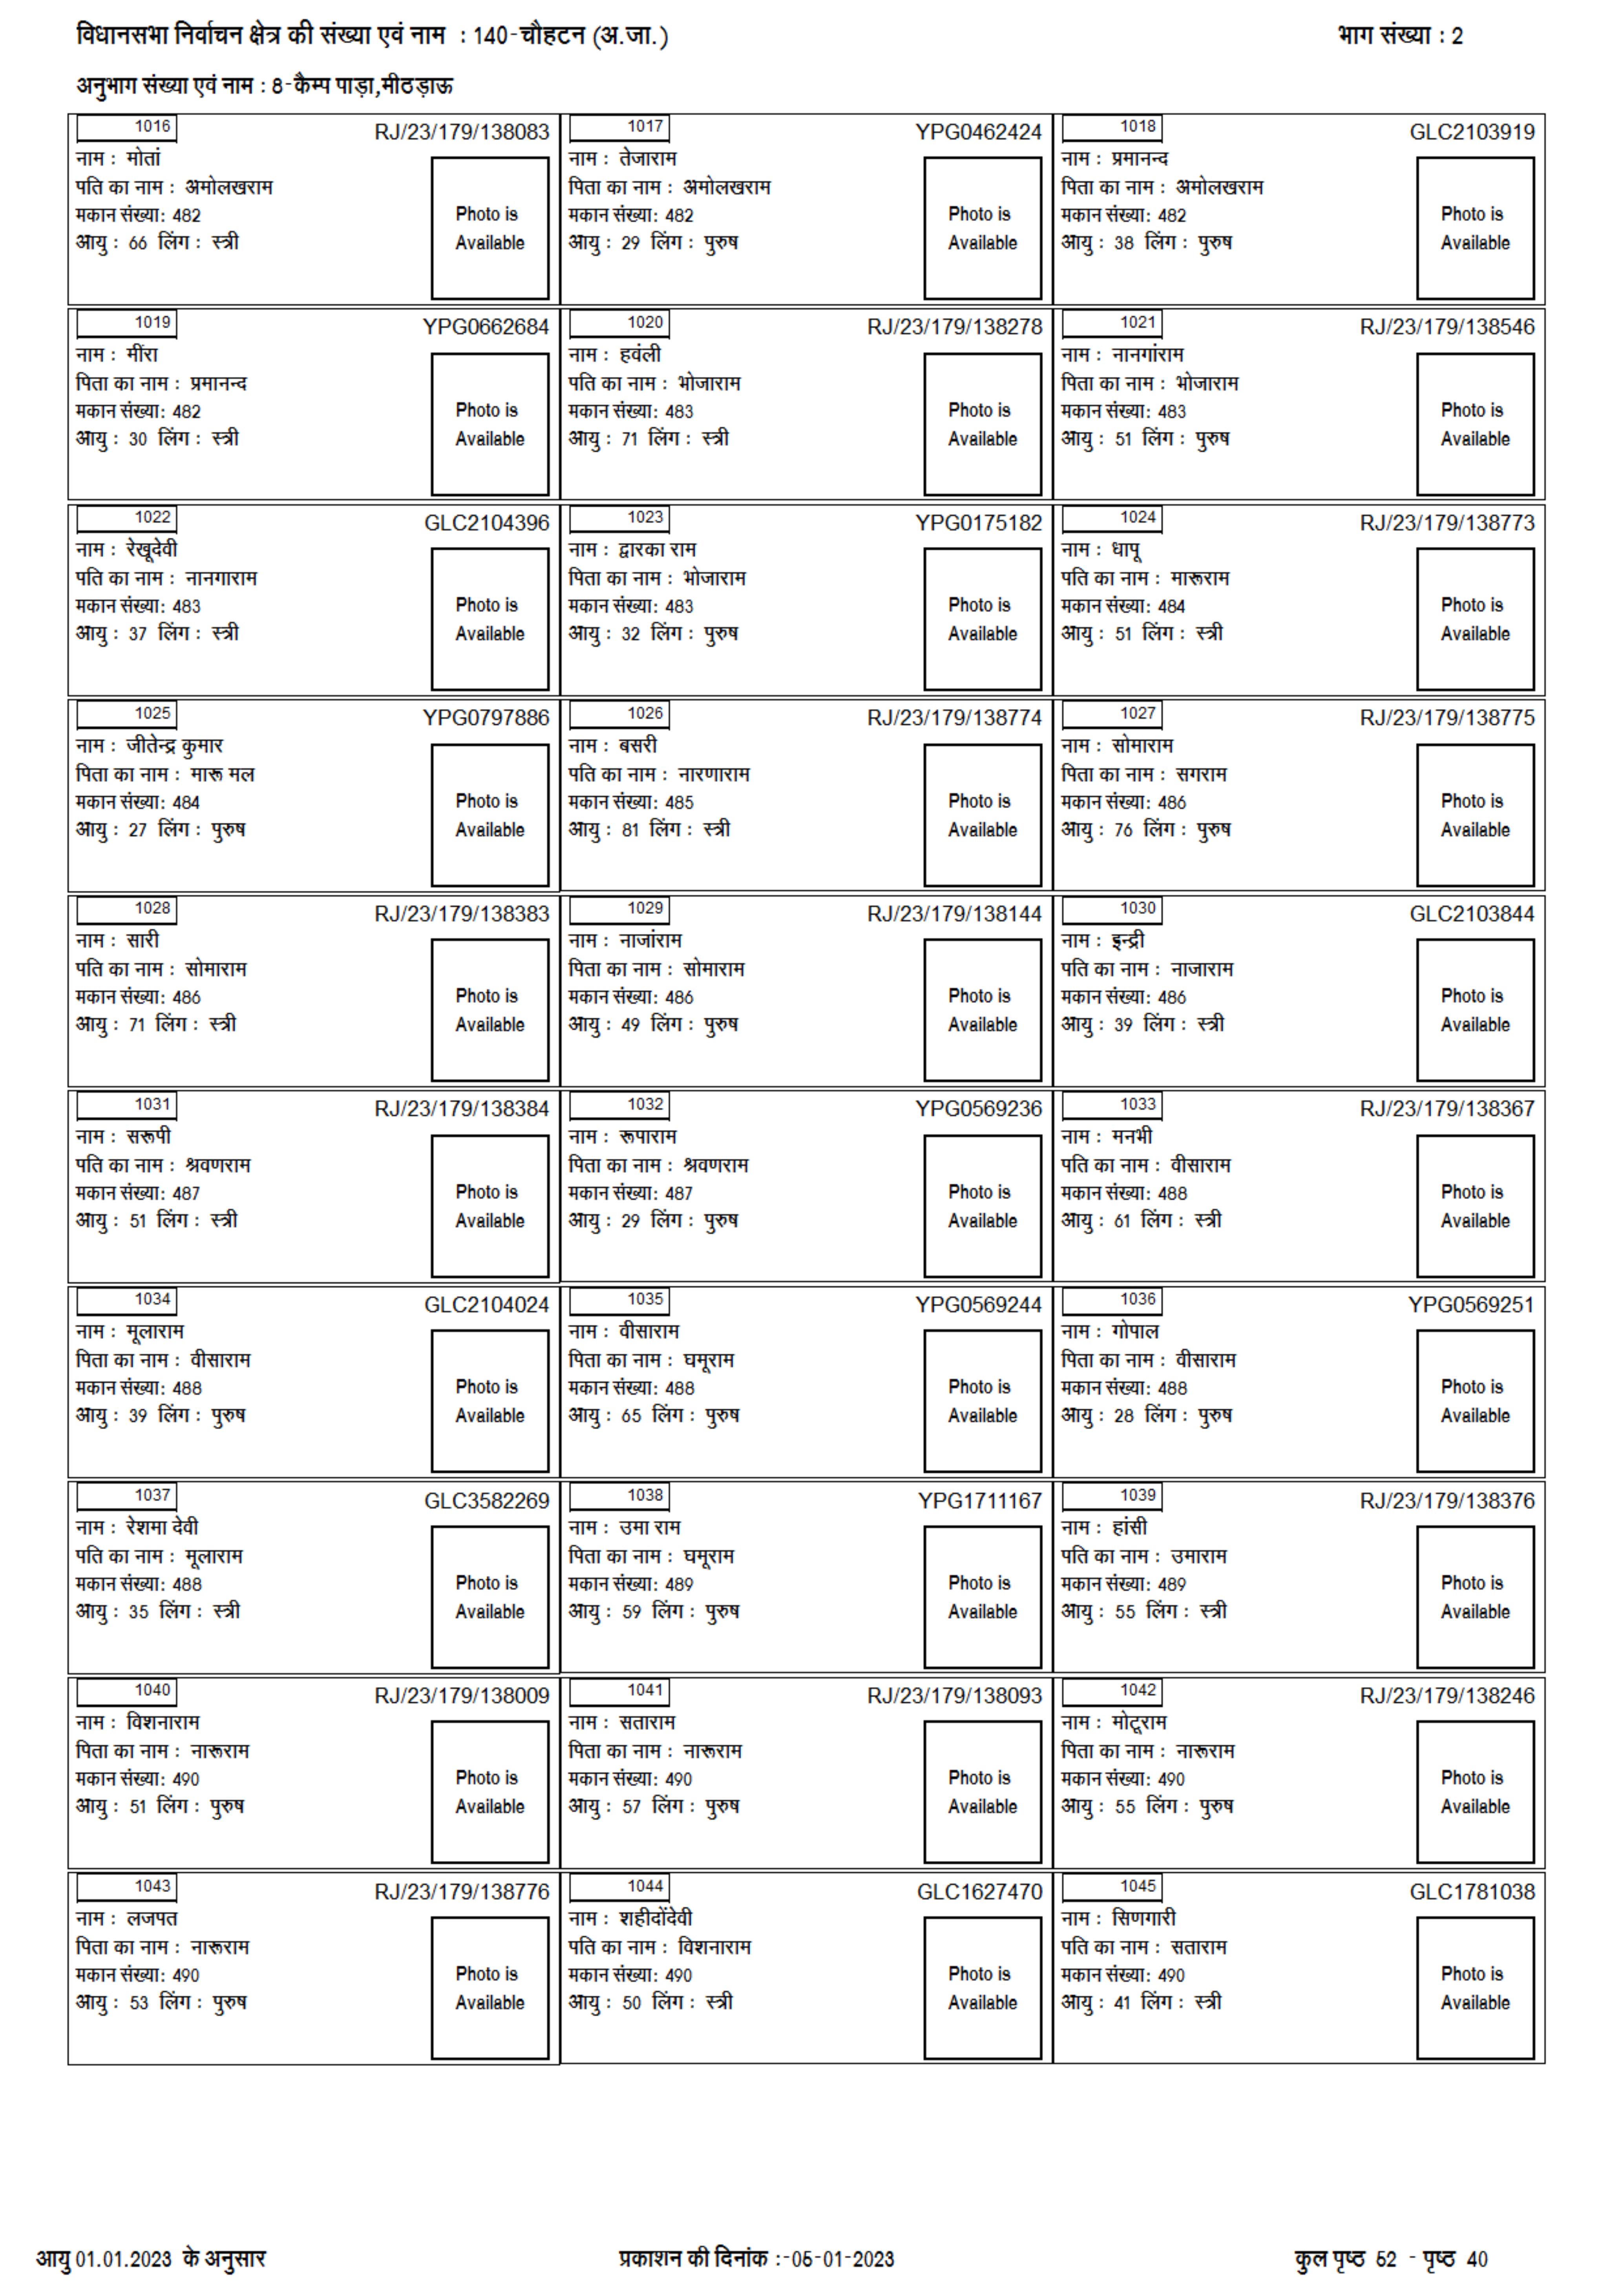 विधानसभा निर्वाचन क्षेत्र की संख्या एवं नाम : 140-चौहटन (अ.जा.)
भाग संख्या : 2
अनुभाग संख्या एवं नाम : 8-कैम्प पाड़ा,मीठड़ाऊ
1016
RJ/23/179/138083
नाम : मोतां
पति का नाम : अमोलखराम
मकान संख्या: 482
आयु : 66 लिंग : स्त्री
Photo is
Available
1017
YPG0462424
नाम : तेजाराम
पिता का नाम : अमोलखराम
मकान संख्या: 482
आयु : 29 लिंग : पुरुष
Photo is
Available
1018
GLC2103919
नाम : प्रमानन्द
पिता का नाम : अमोलखराम
मकान संख्या: 482
आयु : 38 लिंग : पुरुष
Photo is
Available
1019
YPG0662684
नाम : मींरा
पिता का नाम : प्रमानन्द
मकान संख्या: 482
आयु : 30 लिंग : स्त्री
Photo is
Available
1020
RJ/23/179/138278
नाम : हवंली
पति का नाम : भोजाराम
मकान संख्या: 483
आयु : 71 लिंग : स्त्री
Photo is
Available
1021
RJ/23/179/138546
नाम : नानगांराम
पिता का नाम : भोजाराम
मकान संख्या: 483
आयु : 51 लिंग : पुरुष
Photo is
Available
1022
GLC2104396
नाम : रेखूदेवी
पति का नाम : नानगाराम
मकान संख्या: 483
आयु : 37 लिंग : स्त्री
Photo is
Available
1023
YPG0175182
नाम : द्वारका राम
पिता का नाम : भोजाराम
मकान संख्या: 483
आयु : 32 लिंग : पुरुष
Photo is
Available
1024
RJ/23/179/138773
नाम : धापू
पति का नाम : मारूराम
मकान संख्या: 484
आयु : 51 लिंग : स्त्री
Photo is
Available
1025
YPG0797886
नाम : जीतेन्द्र कुमार
पिता का नाम : मारू मल
मकान संख्या: 484
आयु : 27 लिंग : पुरुष
Photo is
Available
1026
RJ/23/179/138774
नाम : बसरी
पति का नाम : नारणाराम
मकान संख्या: 485
आयु : 81 लिंग : स्त्री
Photo is
Available
1027
RJ/23/179/138775
नाम : सोमाराम
पिता का नाम : सगराम
मकान संख्या: 486
आयु : 76 लिंग : पुरुष
Photo is
Available
1028
RJ/23/179/138383
नाम : सारी
पति का नाम : सोमाराम
मकान संख्या: 486
आयु : 71 लिंग : स्त्री
Photo is
Available
1029
RJ/23/179/138144
नाम : नाजांराम
पिता का नाम : सोमाराम
मकान संख्या: 486
आयु : 49 लिंग : पुरुष
Photo is
Available
1030
GLC2103844
नाम : इन्द्री
पति का नाम : नाजाराम
मकान संख्या: 486
आयु : 39 लिंग : स्त्री
Photo is
Available
1031
RJ/23/179/138384
नाम : सरूपी
पति का नाम : श्रवणराम
मकान संख्या: 487
आयु : 51 लिंग : स्त्री
Photo is
Available
1032
YPG0569236
नाम : रूपाराम
पिता का नाम : श्रवणराम
मकान संख्या: 487
आयु : 29 लिंग : पुरुष
Photo is
Available
1033
RJ/23/179/138367
नाम : मनभी
पति का नाम : वीसाराम
मकान संख्या: 488
आयु : 61 लिंग : स्त्री
Photo is
Available
1034
GLC2104024
नाम : मूलाराम
पिता का नाम : वीसाराम
मकान संख्या: 488
आयु : 39 लिंग : पुरुष
Photo is
Available
1035
YPG0569244
नाम : वीसाराम
पिता का नाम : घमूराम
मकान संख्या: 488
आयु : 65 लिंग : पुरुष
Photo is
Available
1036
YPG0569251
नाम : गोपाल
पिता का नाम : वीसाराम
मकान संख्या: 488
आयु : 28 लिंग : पुरुष
Photo is
Available
1037
GLC3582269
नाम : रेशमा देवी
पति का नाम : मूलाराम
मकान संख्या: 488
आयु : 35 लिंग : स्त्री
Photo is
Available
1038
YPG1711167
नाम : उमा राम
पिता का नाम : घमूराम
मकान संख्या: 489
आयु : 59 लिंग : पुरुष
Photo is
Available
1039
RJ/23/179/138376
नाम : हांसी
पति का नाम : उमाराम
मकान संख्या: 489
आयु : 55 लिंग : स्त्री
Photo is
Available
1040
RJ/23/179/138009
नाम : विशनाराम
पिता का नाम : नारूराम
मकान संख्या: 490
आयु : 51 लिंग : पुरुष
Photo is
Available
1041
RJ/23/179/138093
नाम : सताराम
पिता का नाम : नारूराम
मकान संख्या: 490
आयु : 57 लिंग : पुरुष
Photo is
Available
1042
RJ/23/179/138246
नाम : मोटूराम
पिता का नाम : नारूराम
मकान संख्या: 490
आयु : 55 लिंग : पुरुष
Photo is
Available
1043
RJ/23/179/138776
नाम : लजपत
पिता का नाम : नारूराम
मकान संख्या: 490
आयु : 53 लिंग : पुरुष
Photo is
Available
1044
GLC1627470
नाम : शहीदोंदेवी
पति का नाम : विशनाराम
मकान संख्या: 490
आयु : 50 लिंग : स्त्री
Photo is
Available
1045
GLC1781038
नाम : सिणगारी
पति का नाम : सताराम
मकान संख्या: 490
आयु : 41 लिंग : स्त्री
Photo is
Available
आयु 01.01.2023 के अनुसार
प्रकाशन की दिनांक :-05-01-2023
कुल पृष्ठ 52 - पृष्ठ 40